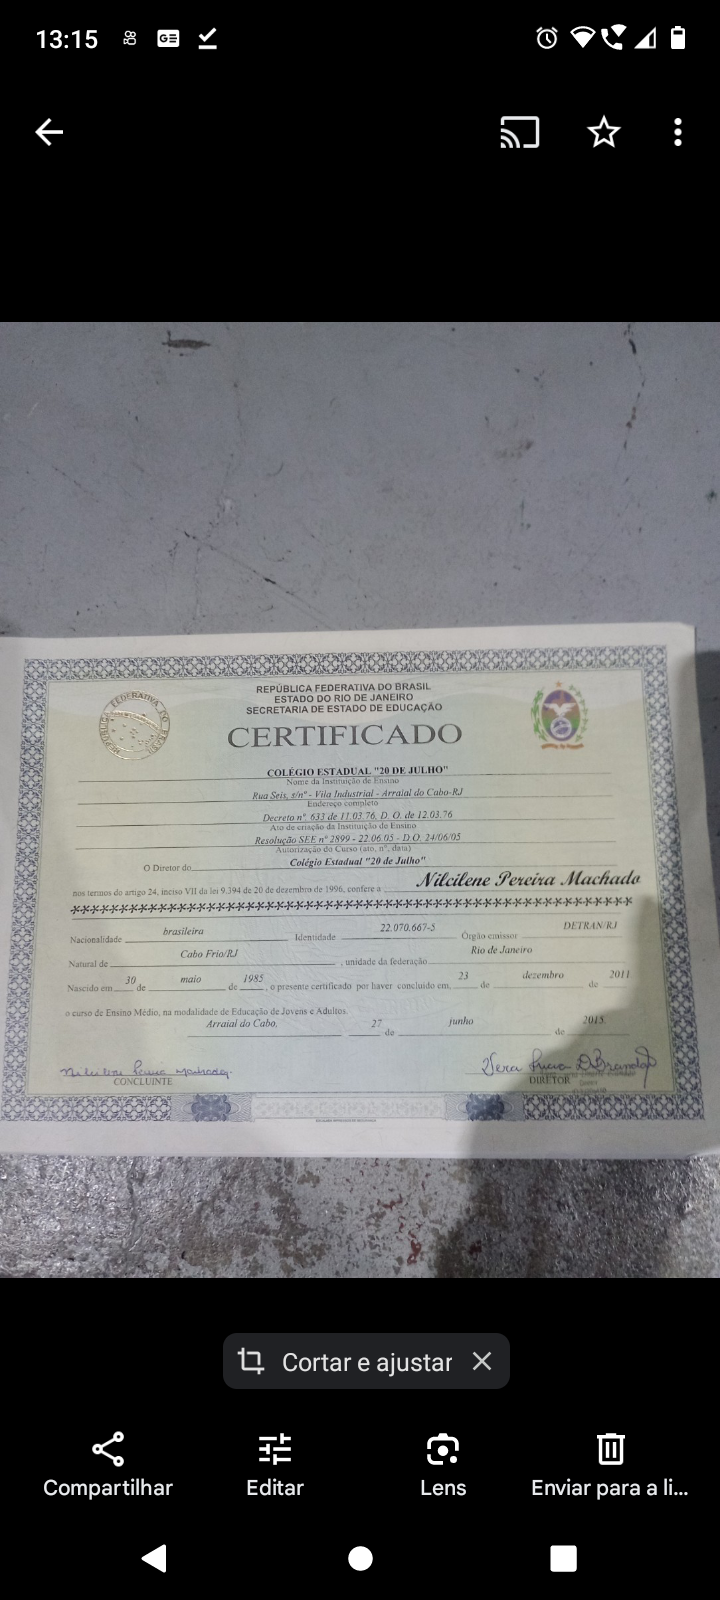 13:15
REPÚBLICA FEDERATIVA DO BRASIL
ESTADO DO RIO DE JANEIRO
SECRETARIA DE ESTADO DE EDUCAÇÃO
REPÚBLICA FEDERATIVA DO BRASIL
CERTIFICADO
COLÉGIO ESTADUAL "20 DE JULHO"
Nome da Instituição de Ensino
Rua Seis, s/nº - Vila Industrial - Arraial do Cabo-RJ
Endereço completo
Decreto nº 633 de 11.03.76, D. O. de 12.03.76
Ato de criação da Instituição de Ensino
Resolução SEE nº 2899 - 22.06.05 - D.O. 24/06/05
Autorização do Curso (ato, nº, data)
O Diretor do Colégio Estadual "20 de Julho"
nos termos do artigo 24, inciso VII da lei 9.394 de 20 de dezembro de 1996, confere a Nilcilene Pereira Machado
Nacionalidade brasileira Identidade 22.070.667-5 Órgão emissor DETRAN/RJ
Natural de Cabo Frio/RJ , unidade da federação Rio de Janeiro
Nascido em 30 de maio de 1985 , o presente certificado por haver concluído em, 23 de dezembro de 2011
o curso de Ensino Médio, na modalidade de Educação de Jovens e Adultos.
Arraial do Cabo, 27 de junho de 2015.
CONCLUINTE
DIRETOR
Cortar e ajustar
Compartilhar Editar Lens Enviar para a li...